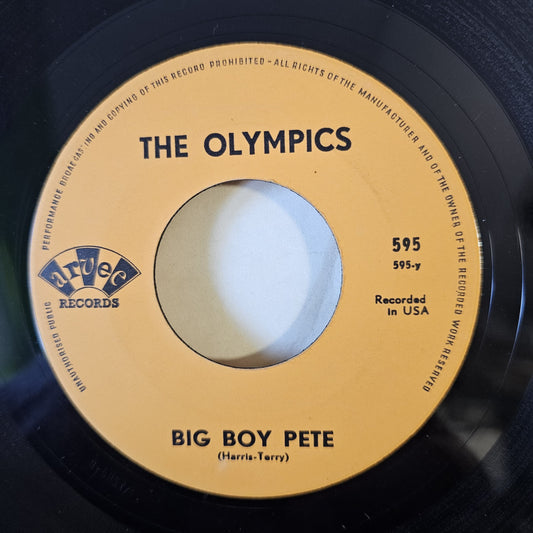 UNAUTHORISED PUBLIC PERFORMANCE BROADCASTING AND COPYING OF THIS RECORD PROHIBITED – ALL RIGHTS OF THE MANUFACTURER AND OF THE OWNER OF THE RECORDED WORK RESERVED
THE OLYMPICS
arvee
RECORDS
595
595-y
Recorded
in USA
BIG BOY PETE
(Harris-Terry)